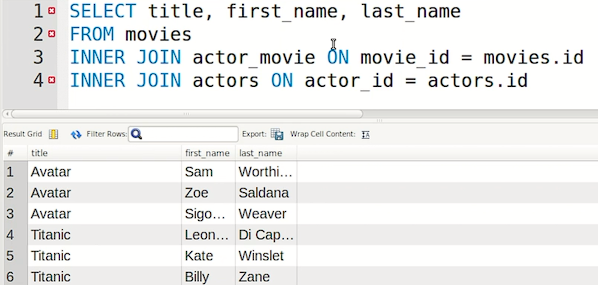 1 SELECT title, first_name, last_name
2 FROM movies
3 INNER JOIN actor_movie ON movie_id = movies.id
4 INNER JOIN actors ON actor_id = actors.id
Result Grid Filter Rows: Export: Wrap Cell Content:
# title first_name last_name
1 Avatar Sam Worthi...
2 Avatar Zoe Saldana
3 Avatar Sigo... Weaver
4 Titanic Leon... Di Cap...
5 Titanic Kate Winslet
6 Titanic Billy Zane